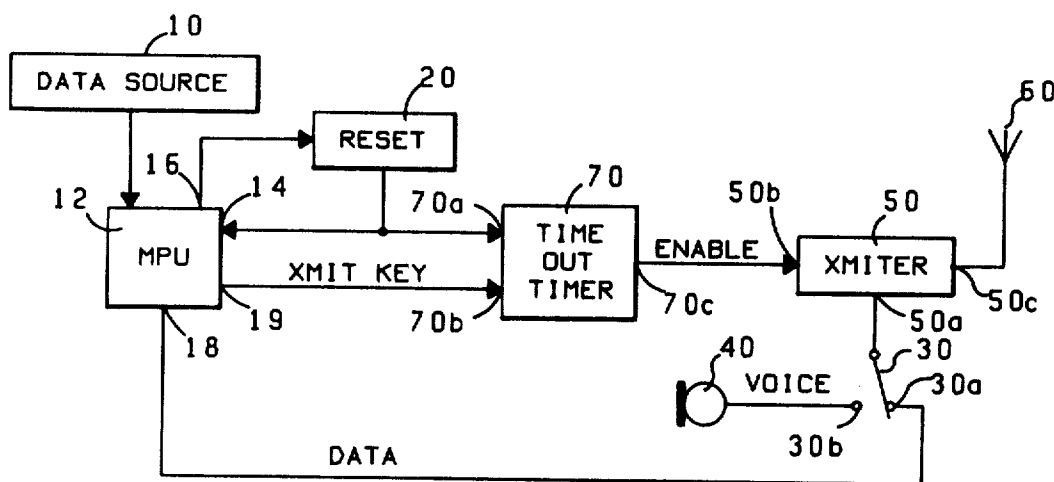 10
DATA SOURCE
20
RESET
60
16
14
12
MPU
70a
70
TIME
OUT
TIMER
50b
50
XMITER
ENABLE
XMIT KEY
19
18
70b
70c
50c
50a
40
VOICE
30
30a
30b
DATA